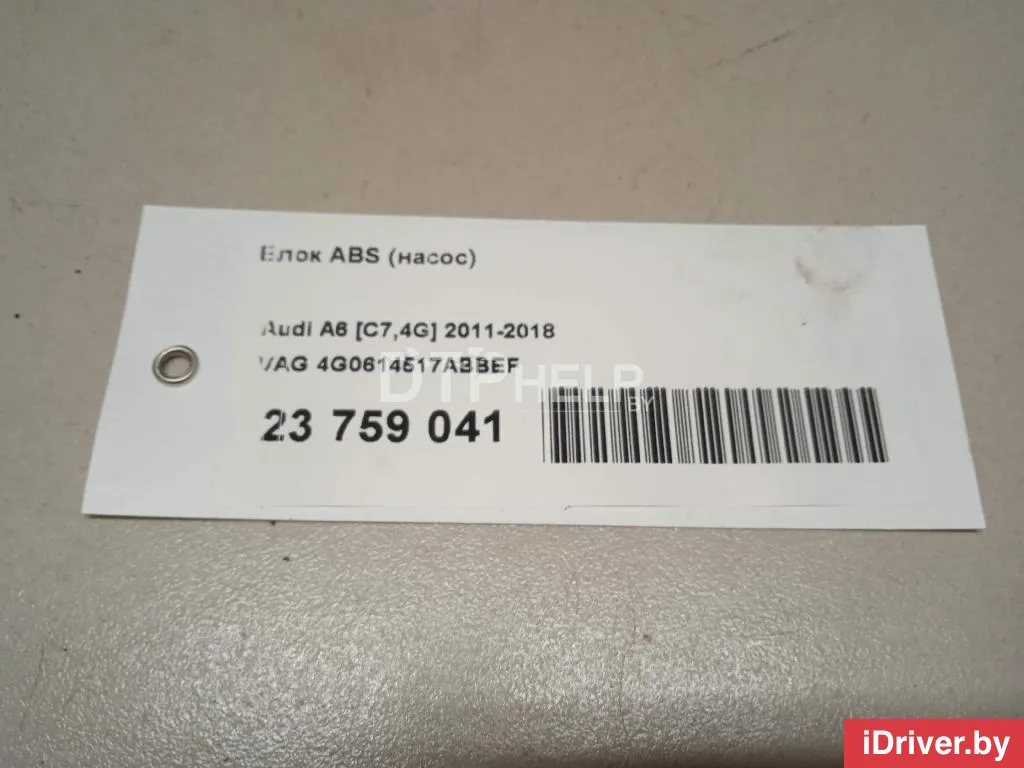 Блок ABS (насос)
Audi A6 [C7,4G] 2011-2018
VAG 4G0614517ABBEF
DTPHELP
BY
23 759 041
iDriver.by